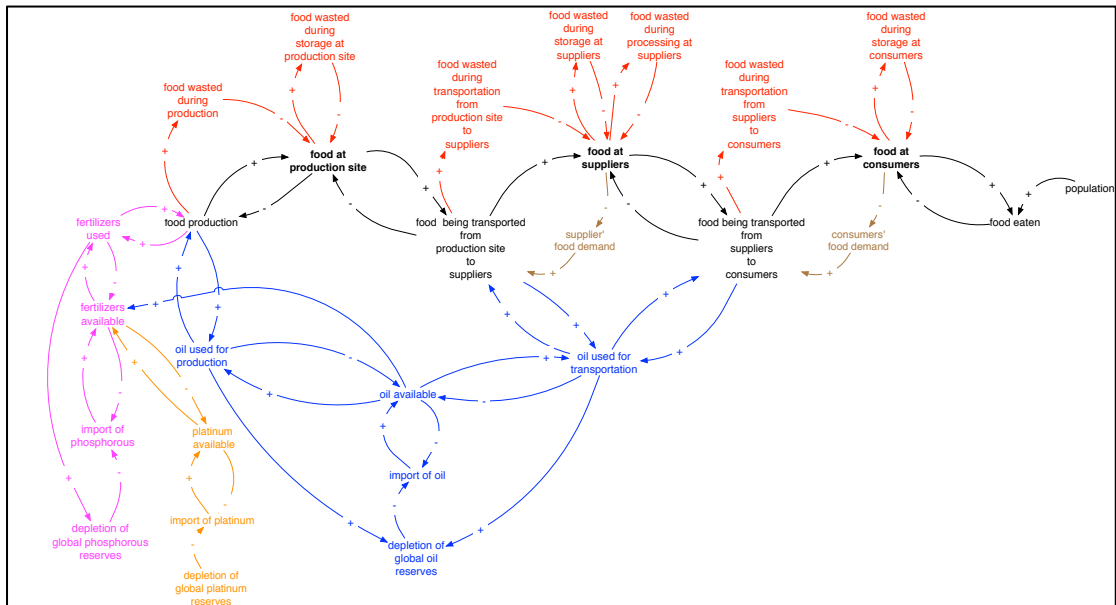 food wasted
during
storage at
production site
food wasted
during
storage at
suppliers
food wasted
during
processing at
suppliers
food wasted
during
storage at
consumers
food wasted
during
production
food wasted
during
transportation
from
production site
to
suppliers
food wasted
during
transportation
from
suppliers
to
consumers
food at
production site
food at
suppliers
food at
consumers
population
fertilizers
used
food production
food being transported
from
production site
to
suppliers
supplier'
food demand
food being transported
from
suppliers
to
consumers
consumers'
food demand
food eaten
fertilizers
available
oil used for
production
oil used for
transportation
oil available
import of
phosphorous
platinum
available
import of oil
import of platinum
depletion of
global phosphorous
reserves
depletion of
global oil
reserves
depletion of
global platinum
reserves